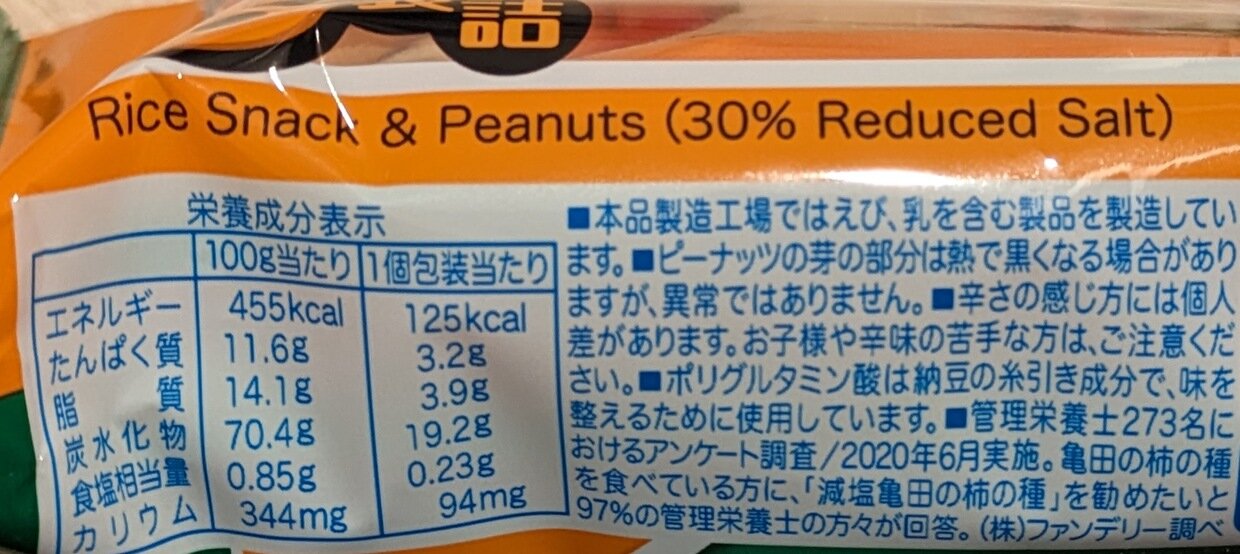 詰
Rice Snack & Peanuts (30% Reduced Salt)
栄養成分表示
100g当たり 1個包装当たり
エネルギー 455kcal 125kcal
たんぱく質 11.6g 3.2g
脂質 14.1g 3.9g
炭水化物 70.4g 19.2g
食塩相当量 0.85g 0.23g
カリウム 344mg 94mg
■本品製造工場ではえび、乳を含む製品を製造してい
ます。■ピーナッツの芽の部分は熱で黒くなる場合があり
ますが、異常ではありません。■辛さの感じ方には個人
差があります。お子様や辛味の苦手な方は、ご注意くだ
さい。■ポリグルタミン酸は納豆の糸引き成分で、味を
整えるために使用しています。■管理栄養士273名に
おけるアンケート調査/2020年6月実施。亀田の柿の種
を食べている方に、「減塩亀田の柿の種」を勧めたいと
97%の管理栄養士の方々が回答。(株)ファンデリー調べ